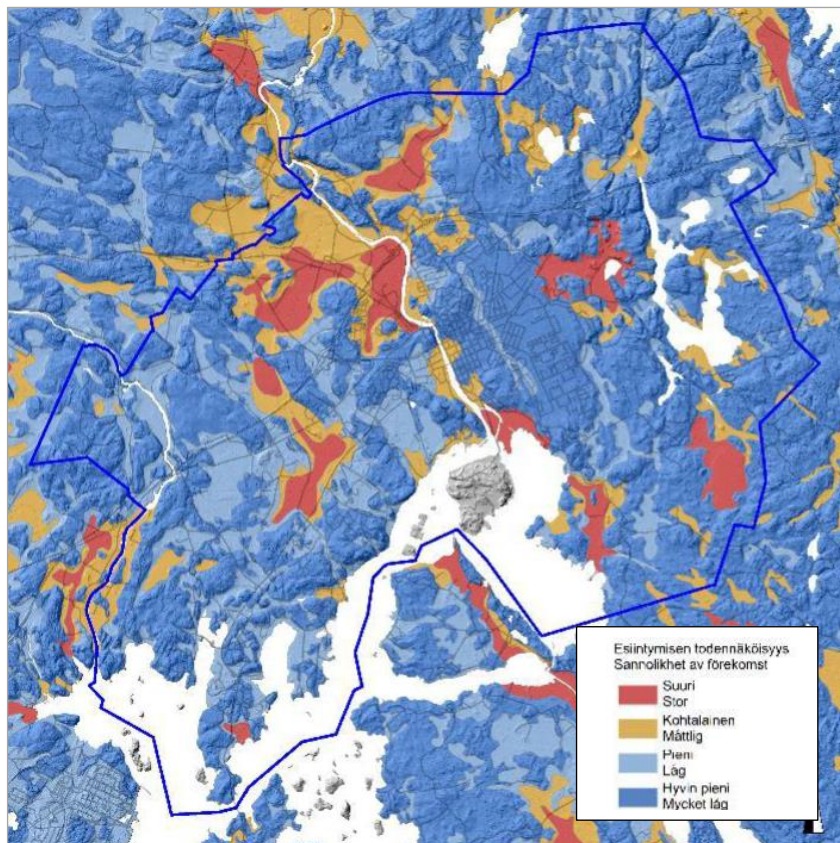 Esiintymisen todennäköisyys
Sannolikhet av förekomst
Suuri
Stor
Kohtalainen
Måttlig
Pieni
Låg
Hyvin pieni
Mycket låg